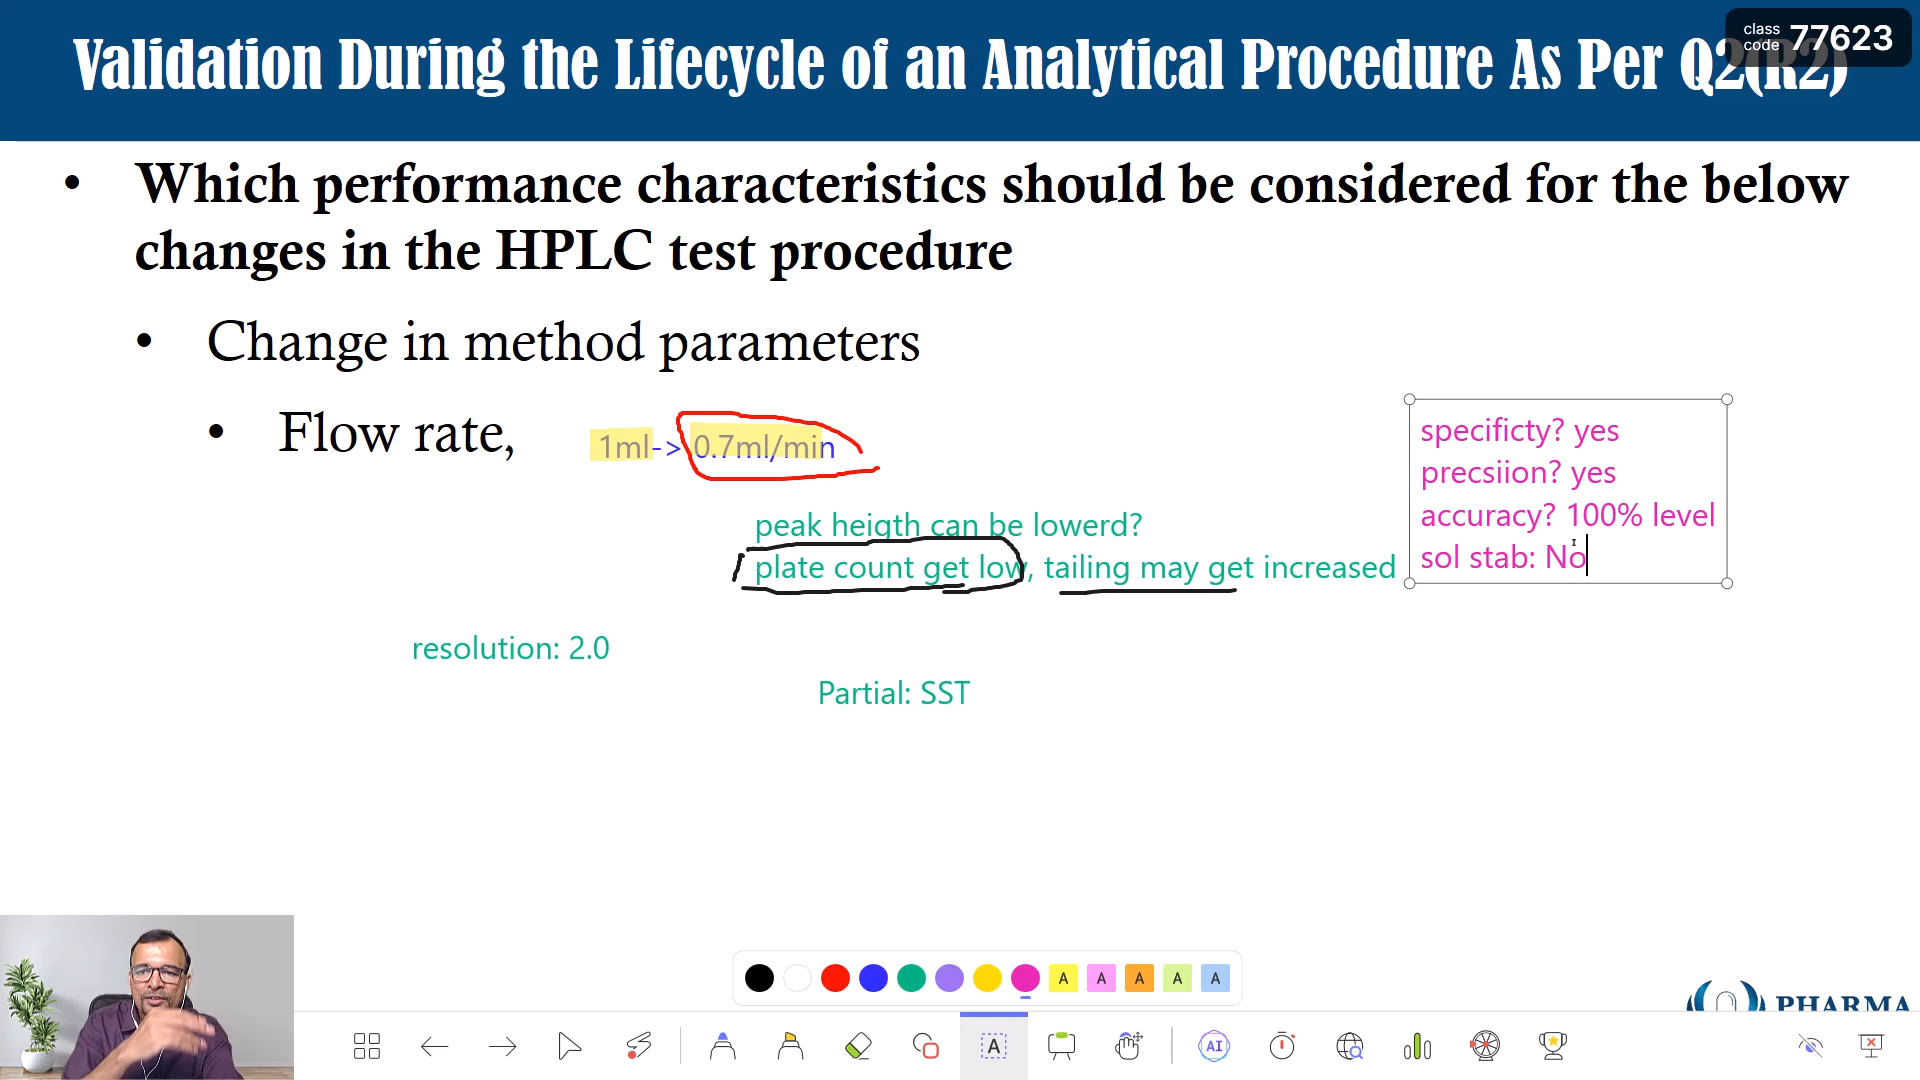 Validation During the Lifecycle of an Analytical Procedure As Per Q2(R2)
class code 77623
• Which performance characteristics should be considered for the below
changes in the HPLC test procedure
• Change in method parameters
• Flow rate,
1ml-> 0.7ml/min
specificty? yes
precsiion? yes
accuracy? 100% level
sol stab: No
peak heigth can be lowerd?
plate count get low, tailing may get increased
resolution: 2.0
Partial: SST
A A A A A
PHARMA
A
AI